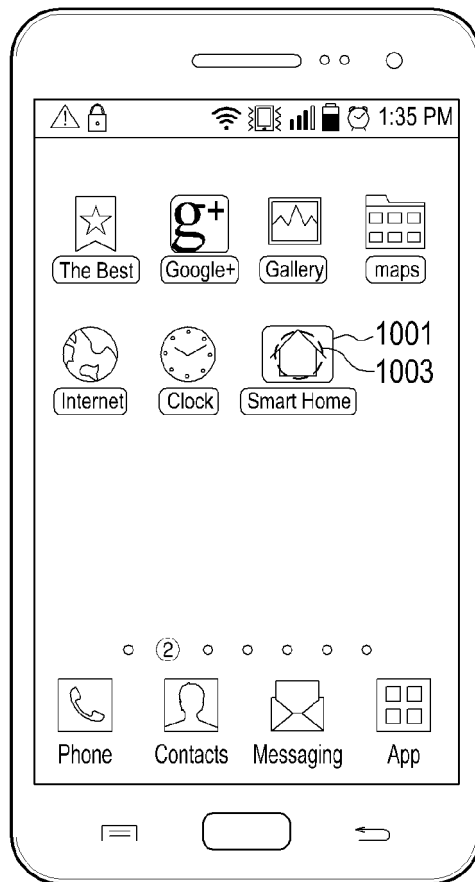 1:35 PM
g+
The Best Google+ Gallery maps
1001
1003
Internet Clock Smart Home
2
Phone Contacts Messaging App